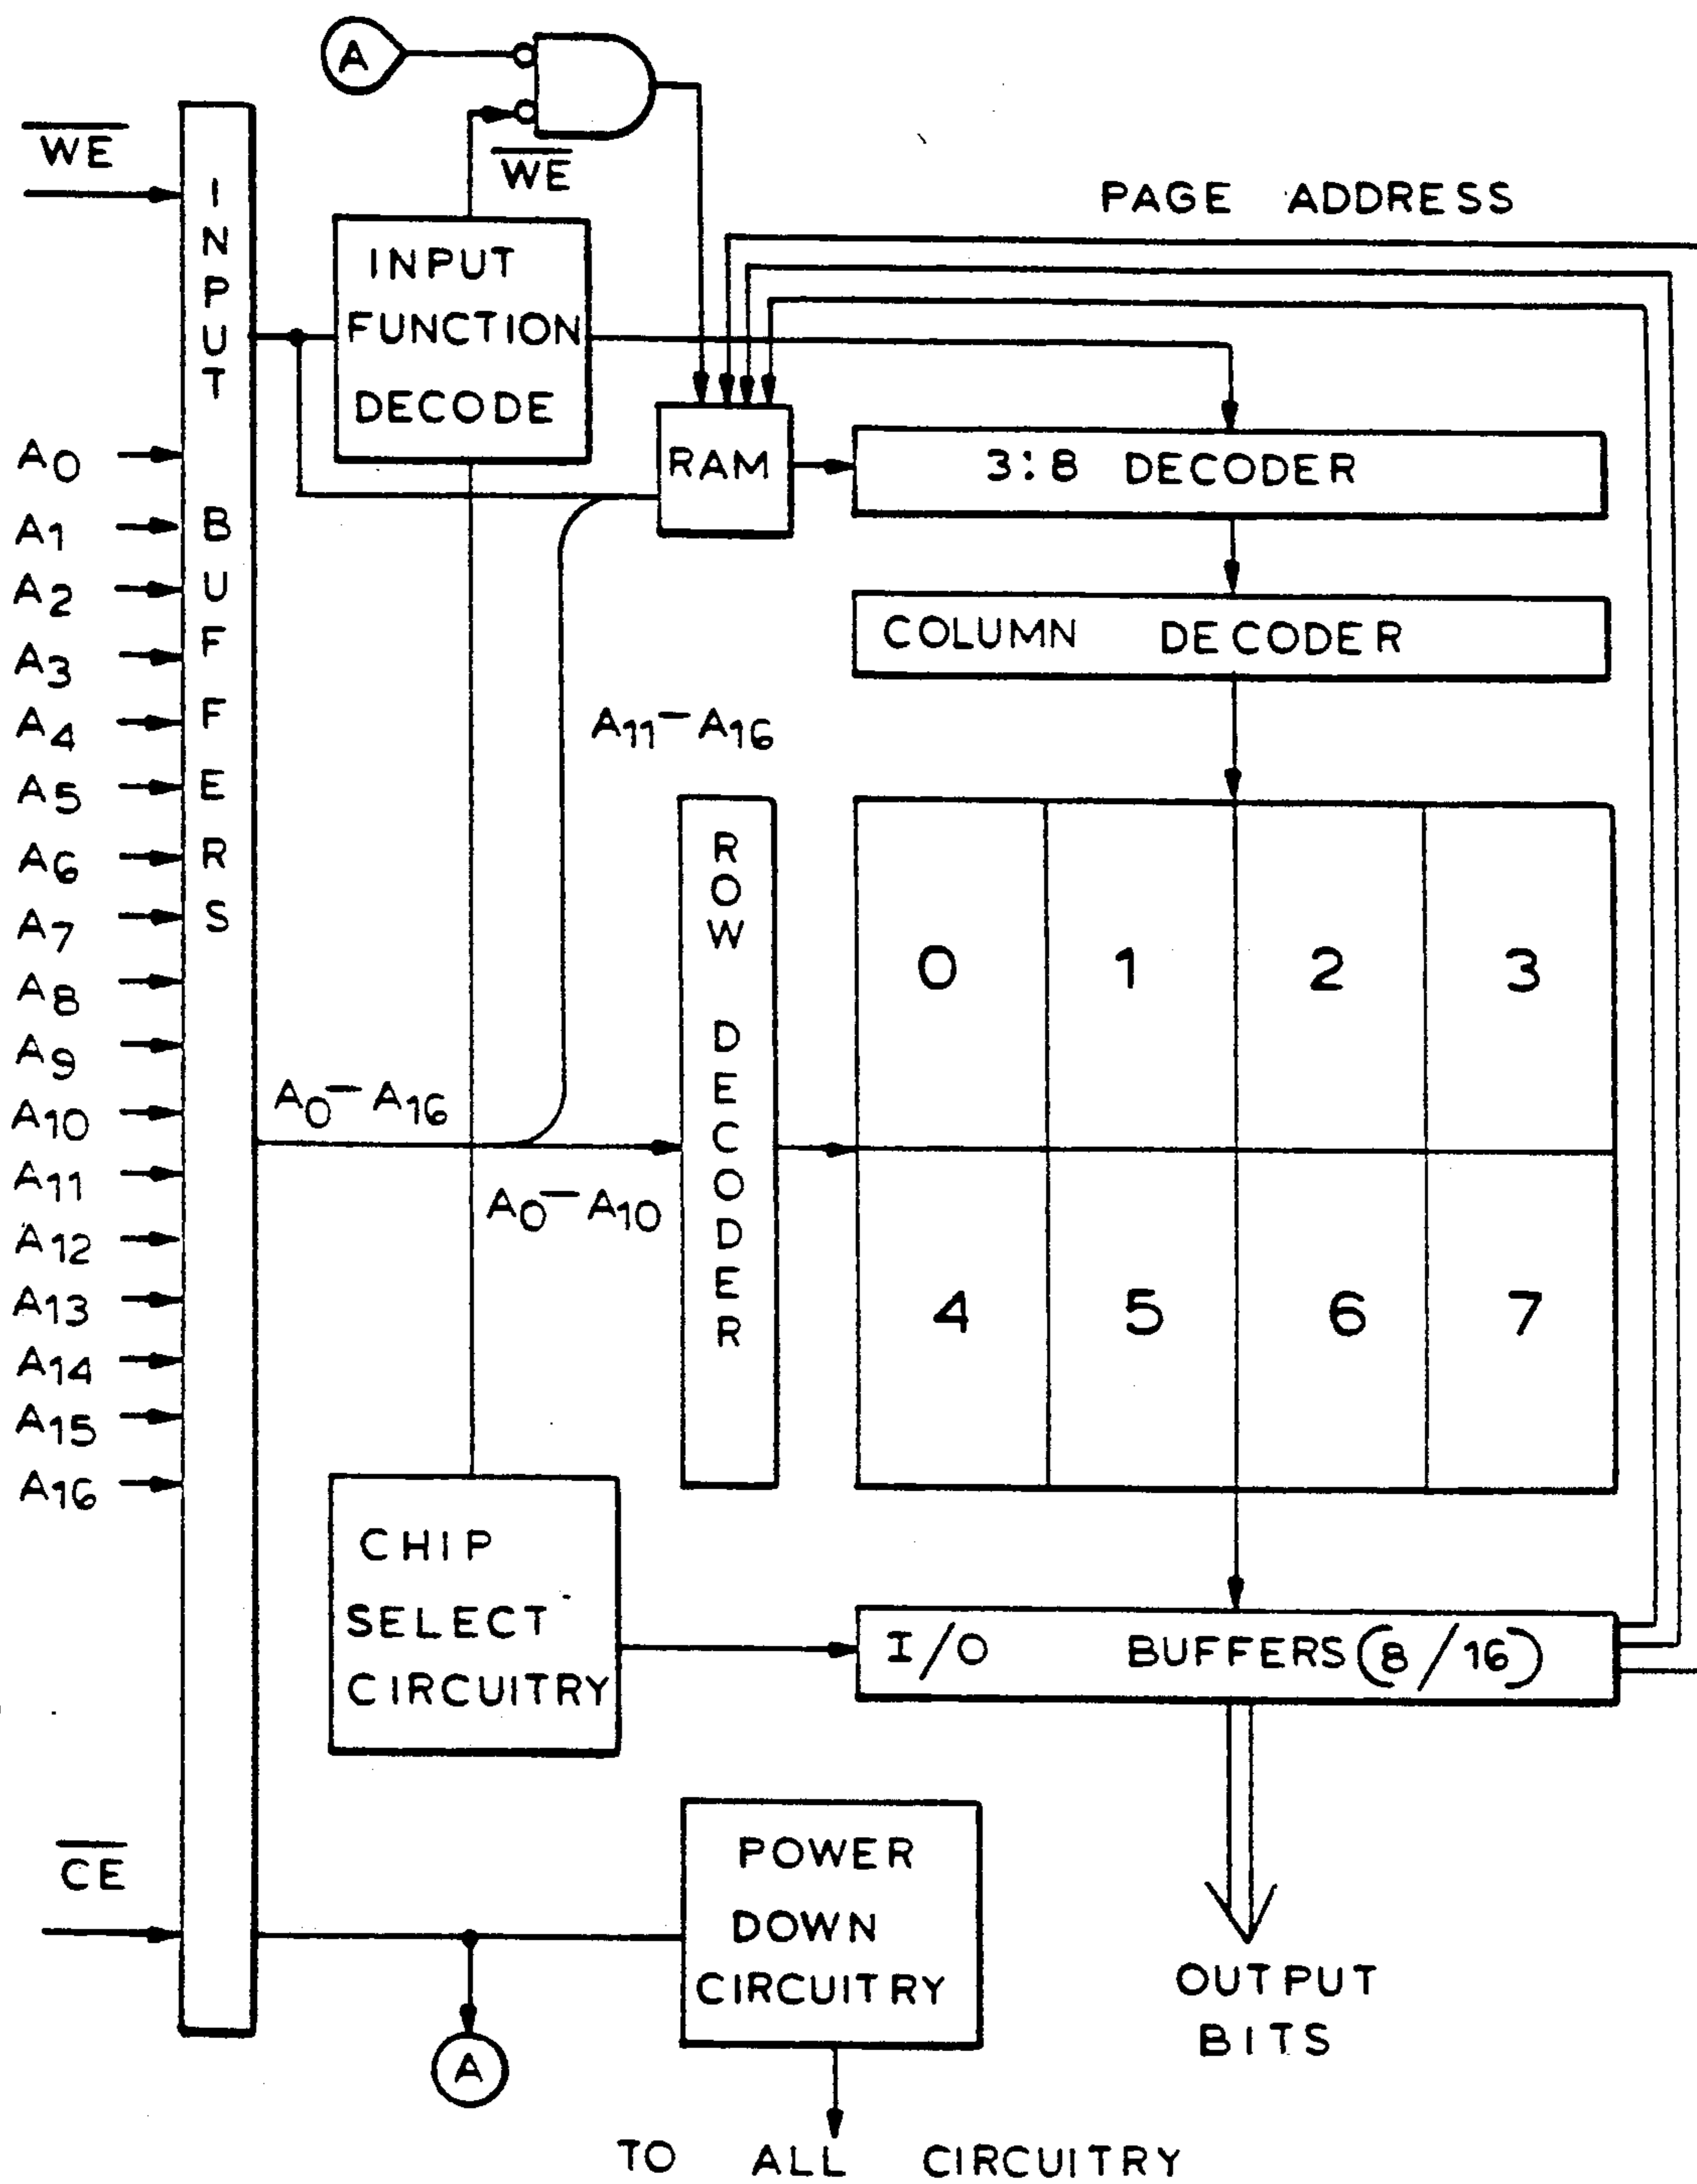 A
W̅E̅
W̅E̅
PAGE ADDRESS
INPUT BUFFERS
INPUT
FUNCTION
DECODE
RAM
3:8 DECODER
COLUMN DECODER
A0
A1
A2
A3
A4
A5
A6
A7
A8
A9
A10
A11
A12
A13
A14
A15
A16
A11–A16
A0–A16
A0–A10
ROW DECODER
0 1 2 3
4 5 6 7
CHIP
SELECT
CIRCUITRY
I/O BUFFERS (8/16)
C̅E̅
POWER
DOWN
CIRCUITRY
A
OUTPUT
BITS
TO ALL CIRCUITRY